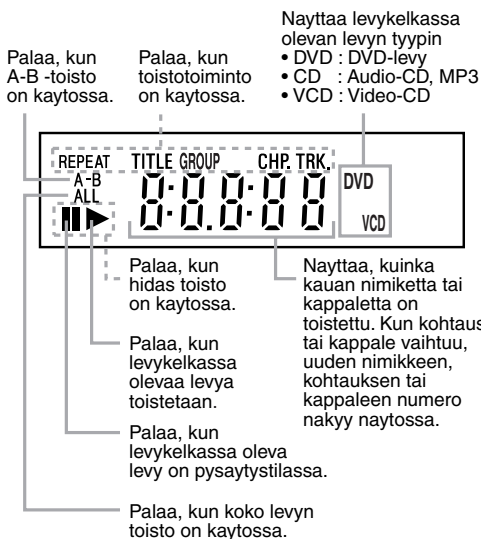 Nayttaa levykelkassa
olevan levyn tyypin
• DVD : DVD-levy
• CD : Audio-CD, MP3
• VCD : Video-CD
Palaa, kun
A-B -toisto
on kaytossa.
Palaa, kun
toistotoiminto
on kaytossa.
REPEAT TITLE GROUP CHP. TRK.
A-B
ALL
8:8.8:8 8
DVD
VCD
Palaa, kun
hidas toisto
on kaytossa.
Palaa, kun
levykelkassa
olevaa levya
toistetaan.
Palaa, kun
levykelkassa oleva
levy on pysaytystilassa.
Palaa, kun koko levyn
toisto on kaytossa.
Nayttaa, kuinka
kauan nimiketta tai
kappaletta on
toistettu. Kun kohtaus
tai kappale vaihtuu,
uuden nimikkeen,
kohtauksen tai
kappaleen numero
nakyy naytossa.